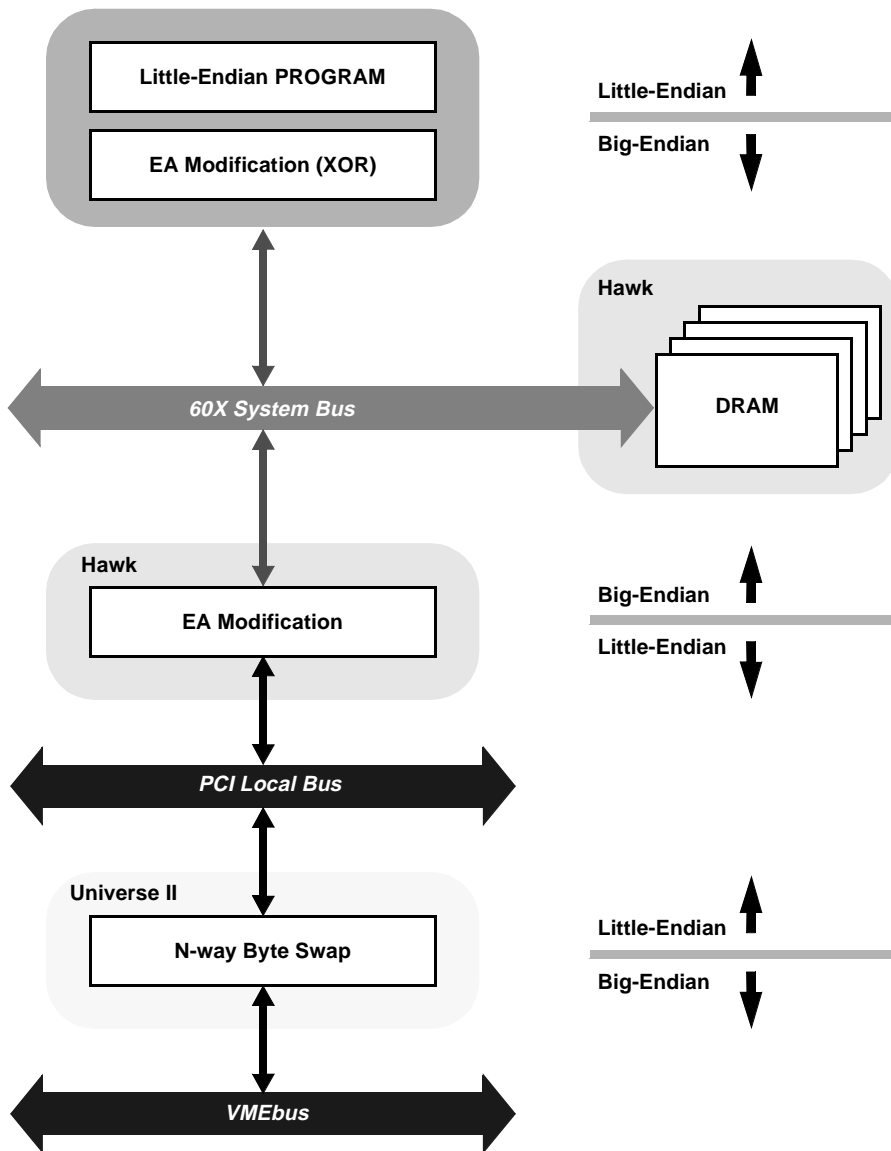 Little-Endian PROGRAM
EA Modification (XOR)
Little-Endian
Big-Endian
Hawk
DRAM
60X System Bus
Hawk
EA Modification
Big-Endian
Little-Endian
PCI Local Bus
Universe II
N-way Byte Swap
Little-Endian
Big-Endian
VMEbus